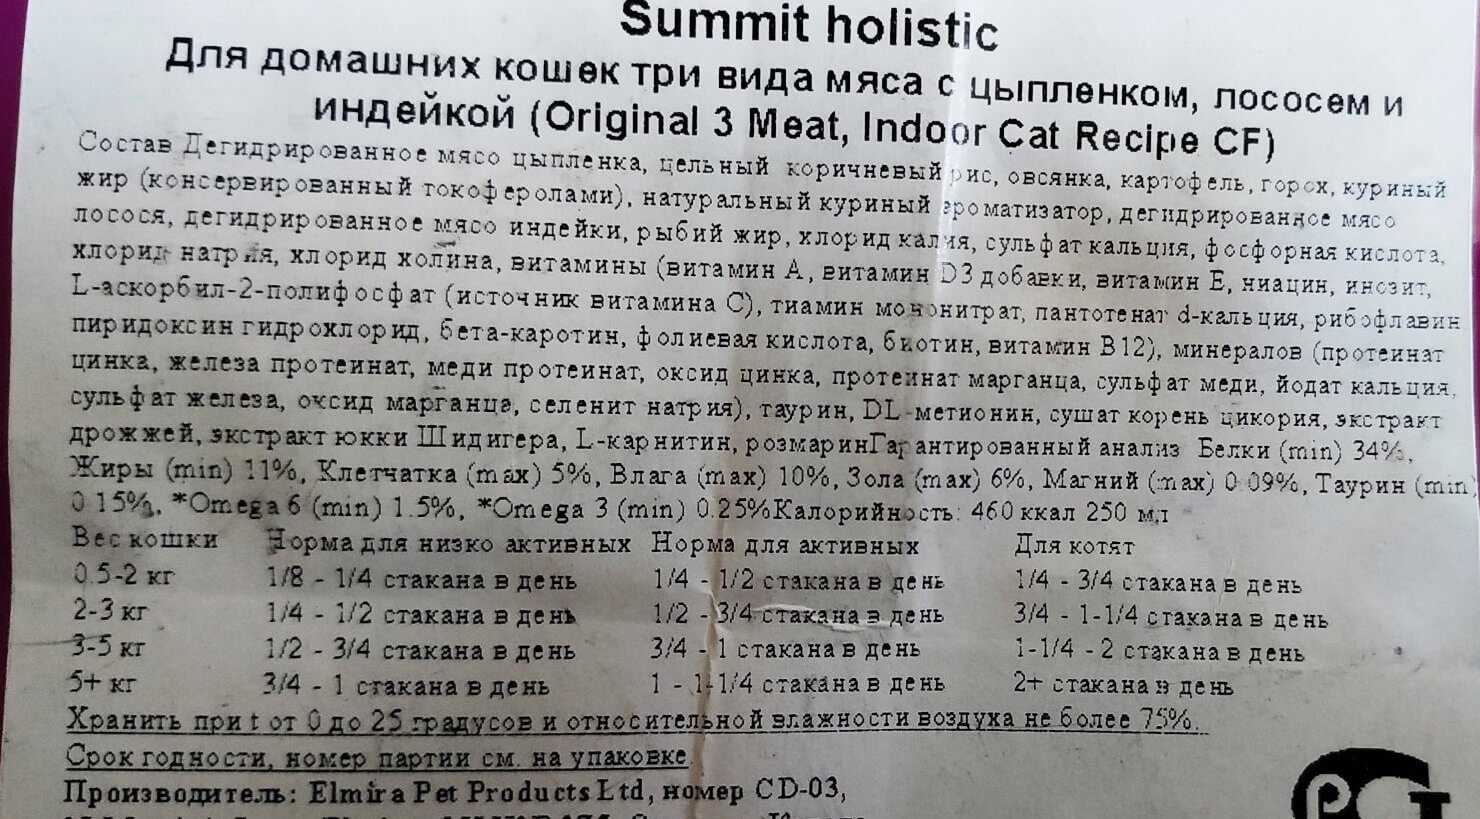 Summit holistic
Для домашних кошек три вида мяса с цыпленком, лососем и
индейкой (Original 3 Meat, Indoor Cat Recipe CF)
Состав Дегидрированное мясо цыпленка, цельный коричневый рис, овсянка, картофель, горох, куриный
жир (консервированный токоферолами), натуральный куриный ароматизатор, дегидрированное мясо
лосося, дегидрированное мясо индейки, рыбий жир, хлорид калия, сульфат кальция, фосфорная кислота,
хлорид натрия, хлорид холина, витамины (витамин А, витамин D3 добавки, витамин Е, ниацин, инозит,
L-аскорбил-2-полифосфат (источник витамина С), тиамин мононитрат, пантотенат d-кальция, рибофлавин
пиридоксин гидрохлорид, бета-каротин, фолиевая кислота, биотин, витамин В12), минералов (протеинат
цинка, железа протеинат, меди протеинат, оксид цинка, протеинат марганца, сульфат меди, йодат кальция,
сульфат железа, оксид марганца, селенит натрия), таурин, DL-метионин, сушат корень цикория, экстракт
дрожжей, экстракт юкки Шидигера, L-карнитин, розмаринГарантированный анализ Белки (min) 34%,
Жиры (min) 11%, Клетчатка (max) 5%, Влага (max) 10%, Зола (max) 6%, Магний (max) 0.09%, Таурин (min)
0.15%, *Omega 6 (min) 1.5%, *Omega 3 (min) 0.25%Калорийность: 460 ккал 250 мл
Вес кошки Норма для низко активных Норма для активных Для котят
0.5-2 кг 1/8 - 1/4 стакана в день 1/4 - 1/2 стакана в день 1/4 - 3/4 стакана в день
2-3 кг 1/4 - 1/2 стакана в день 1/2 - 3/4 стакана в день 3/4 - 1-1/4 стакана в день
3-5 кг 1/2 - 3/4 стакана в день 3/4 - 1 стакана в день 1-1/4 - 2 стакана в день
5+ кг 3/4 - 1 стакана в день 1 - 1-1/4 стакана в день 2+ стакана в день
Хранить при t от 0 до 25 градусов и относительной влажности воздуха не более 75%.
Срок годности, номер партии см. на упаковке.
Производитель: Elmira Pet Products Ltd, номер CD-03,